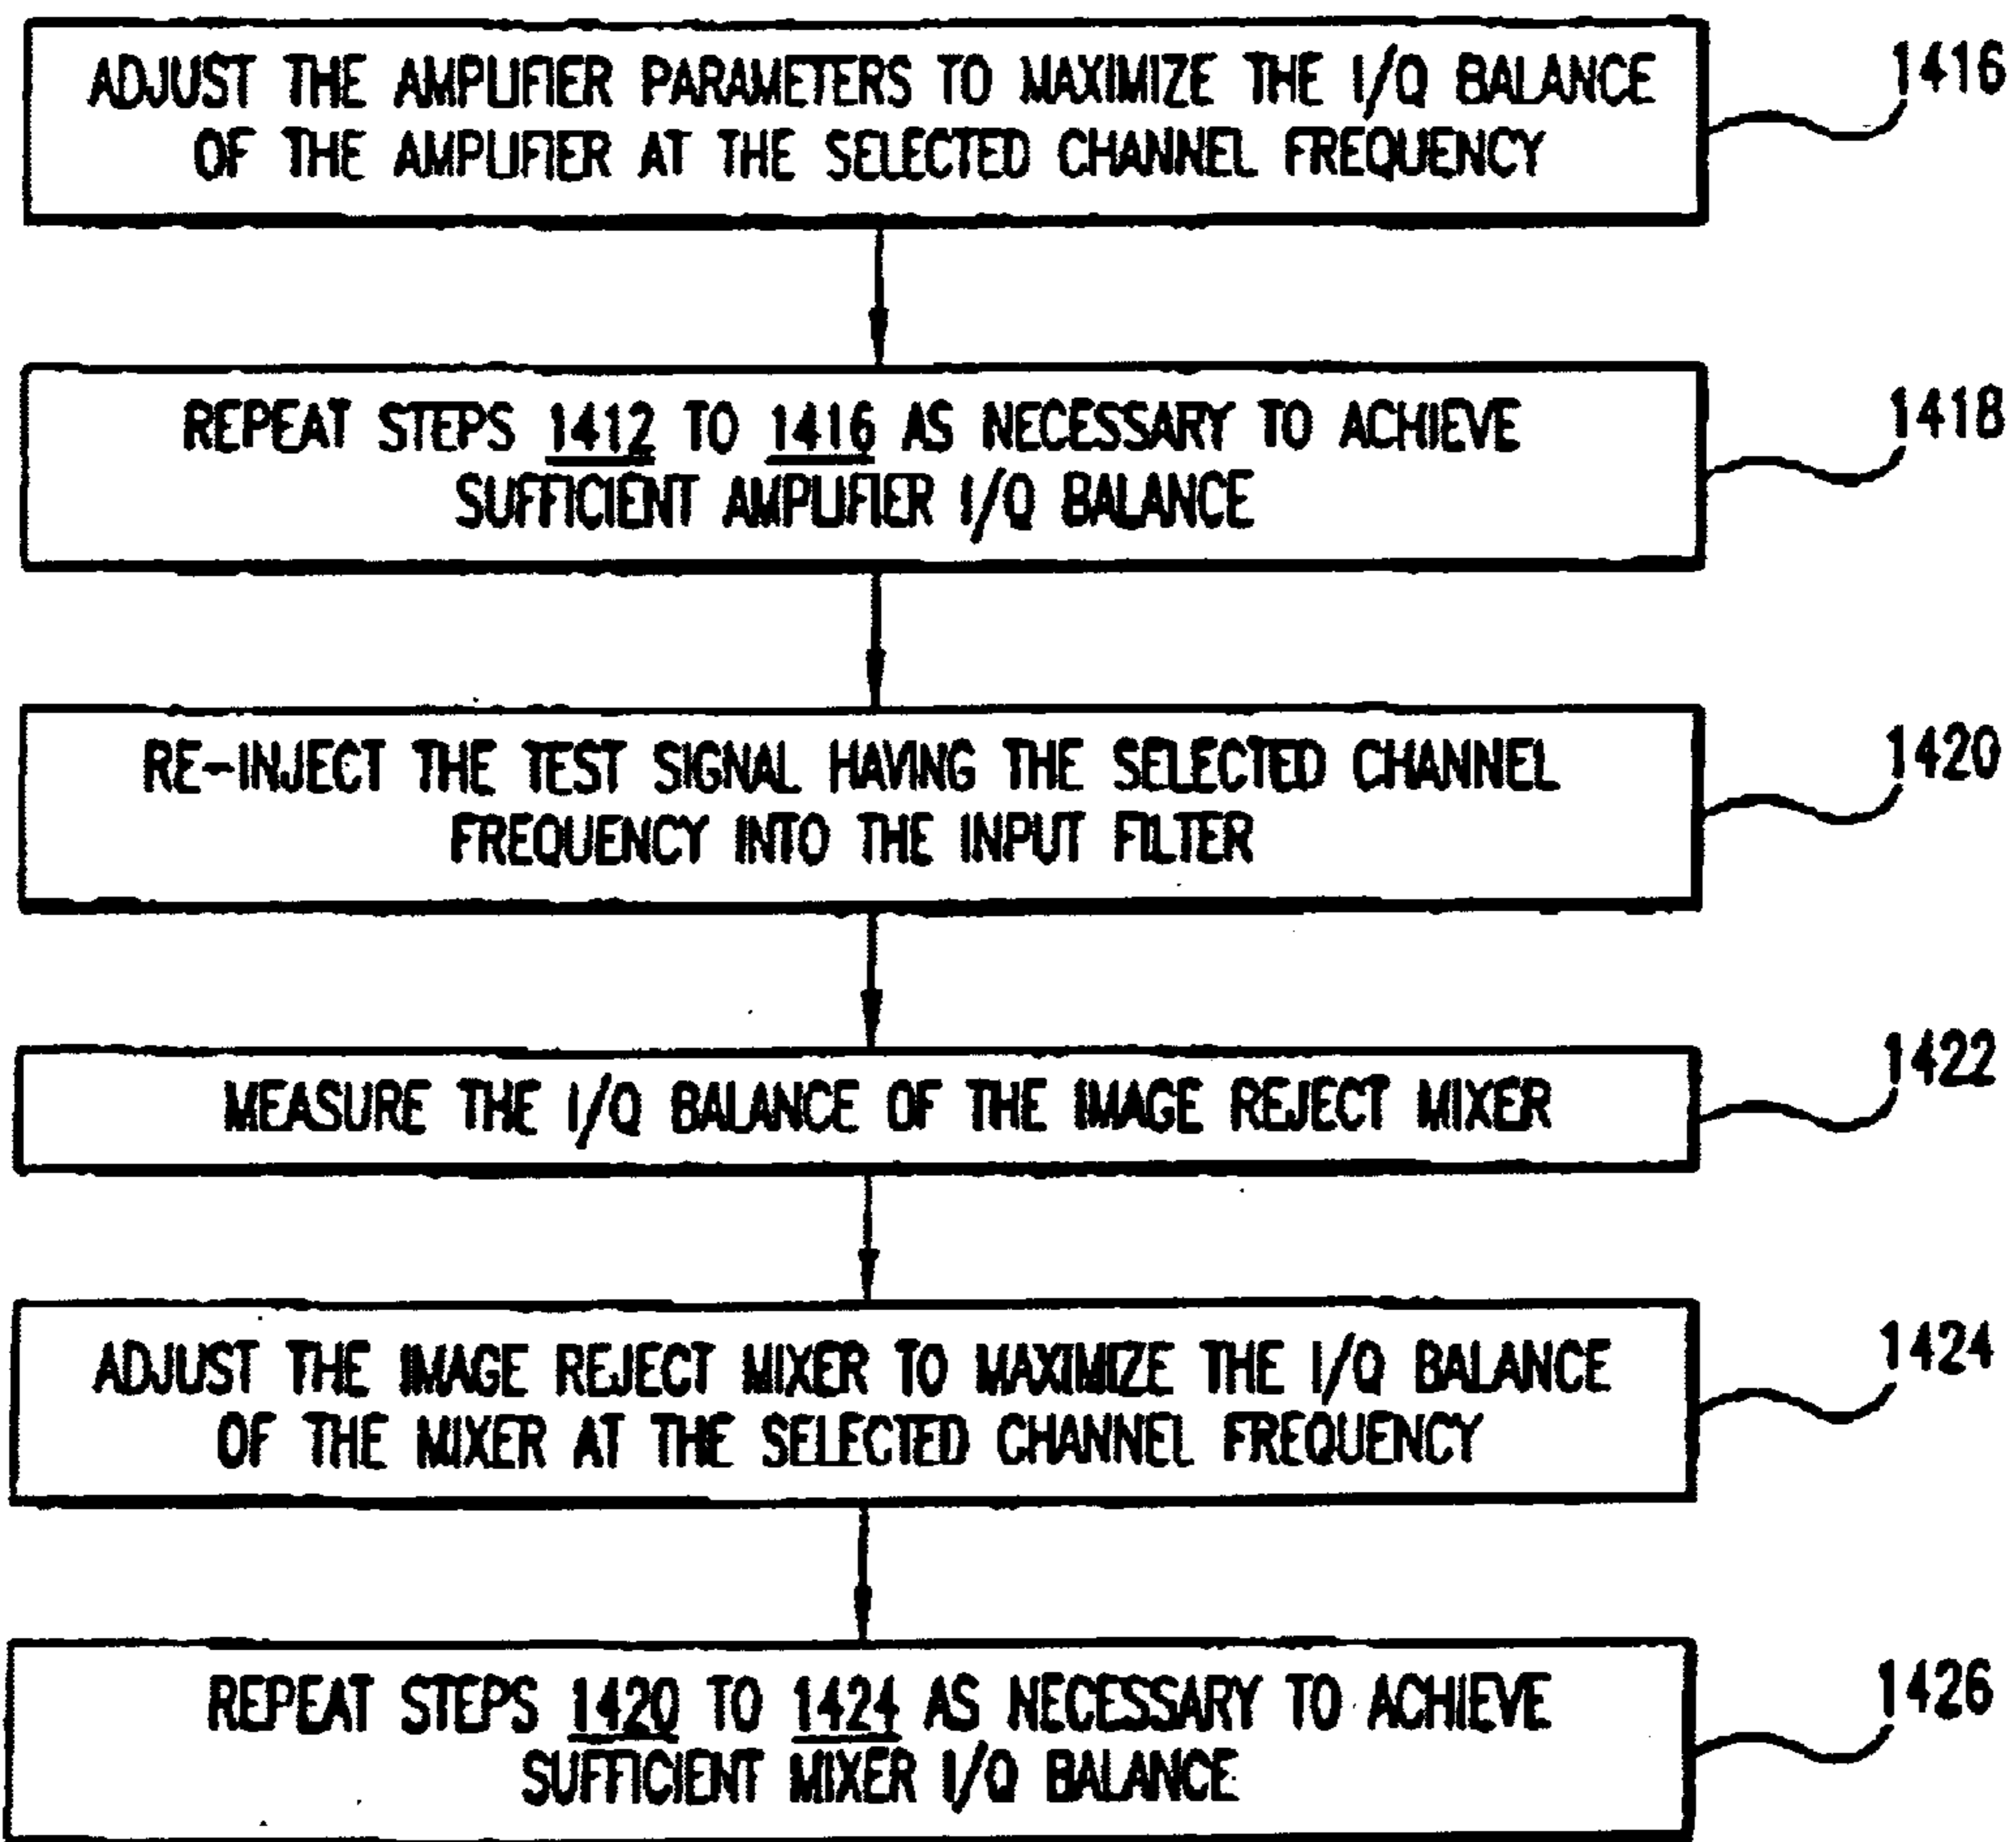 ADJUST THE AMPLIFIER PARAMETERS TO MAXIMIZE THE I/Q BALANCE
OF THE AMPLIFIER AT THE SELECTED CHANNEL FREQUENCY
1416
REPEAT STEPS 1412 TO 1416 AS NECESSARY TO ACHIEVE
SUFFICIENT AMPLIFIER I/Q BALANCE
1418
RE-INJECT THE TEST SIGNAL HAVING THE SELECTED CHANNEL
FREQUENCY INTO THE INPUT FILTER
1420
MEASURE THE I/Q BALANCE OF THE IMAGE REJECT MIXER
1422
ADJUST THE IMAGE REJECT MIXER TO MAXIMIZE THE I/Q BALANCE
OF THE MIXER AT THE SELECTED CHANNEL FREQUENCY
1424
REPEAT STEPS 1420 TO 1424 AS NECESSARY TO ACHIEVE
SUFFICIENT MIXER I/Q BALANCE
1426